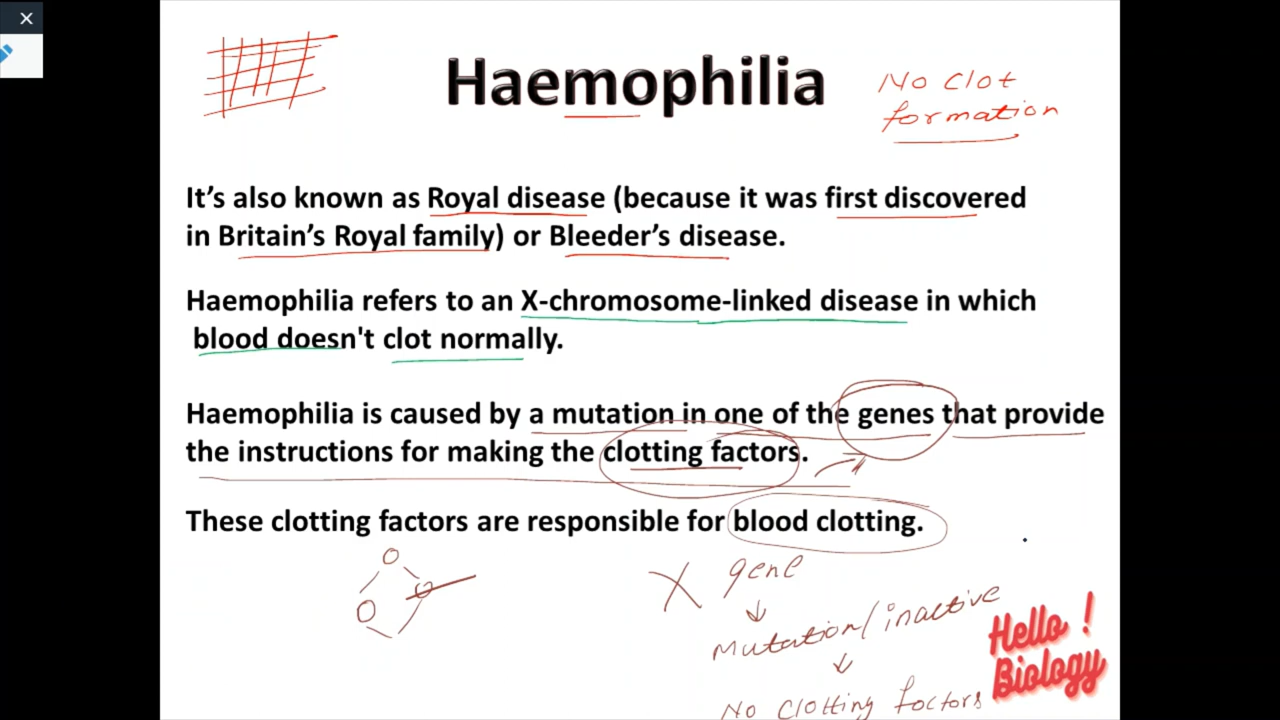 Haemophilia
No clot
formation
It's also known as Royal disease (because it was first discovered
in Britain's Royal family) or Bleeder's disease.
Haemophilia refers to an X-chromosome-linked disease in which
blood doesn't clot normally.
Haemophilia is caused by a mutation in one of the genes that provide
the instructions for making the clotting factors.
These clotting factors are responsible for blood clotting.
X gene
Mutation/inactive
No clotting factors
Hello !
Biology